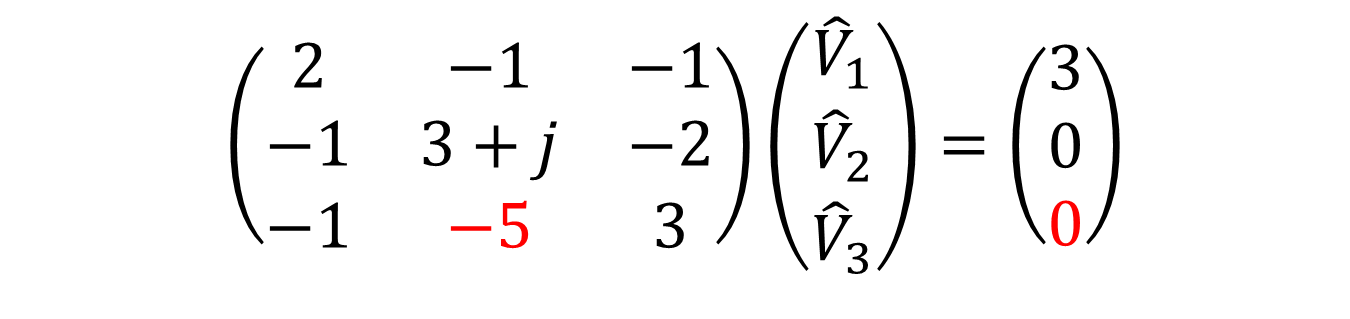 2 −1 −1 V̂₁ 3
−1 3 + j −2 V̂₂ = 0
−1 −5 3 V̂₃ 0